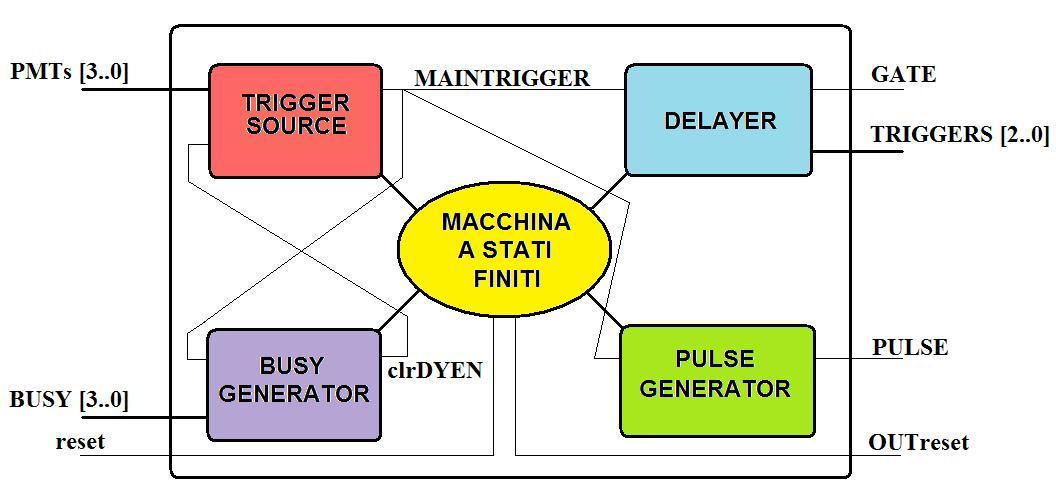 PMTs [3..0]
TRIGGER
SOURCE
MAINTRIGGER
DELAYER
GATE
TRIGGERS [2..0]
MACCHINA
A STATI
FINITI
BUSY
GENERATOR
clrDYEN
PULSE
GENERATOR
PULSE
BUSY [3..0]
reset
OUTreset